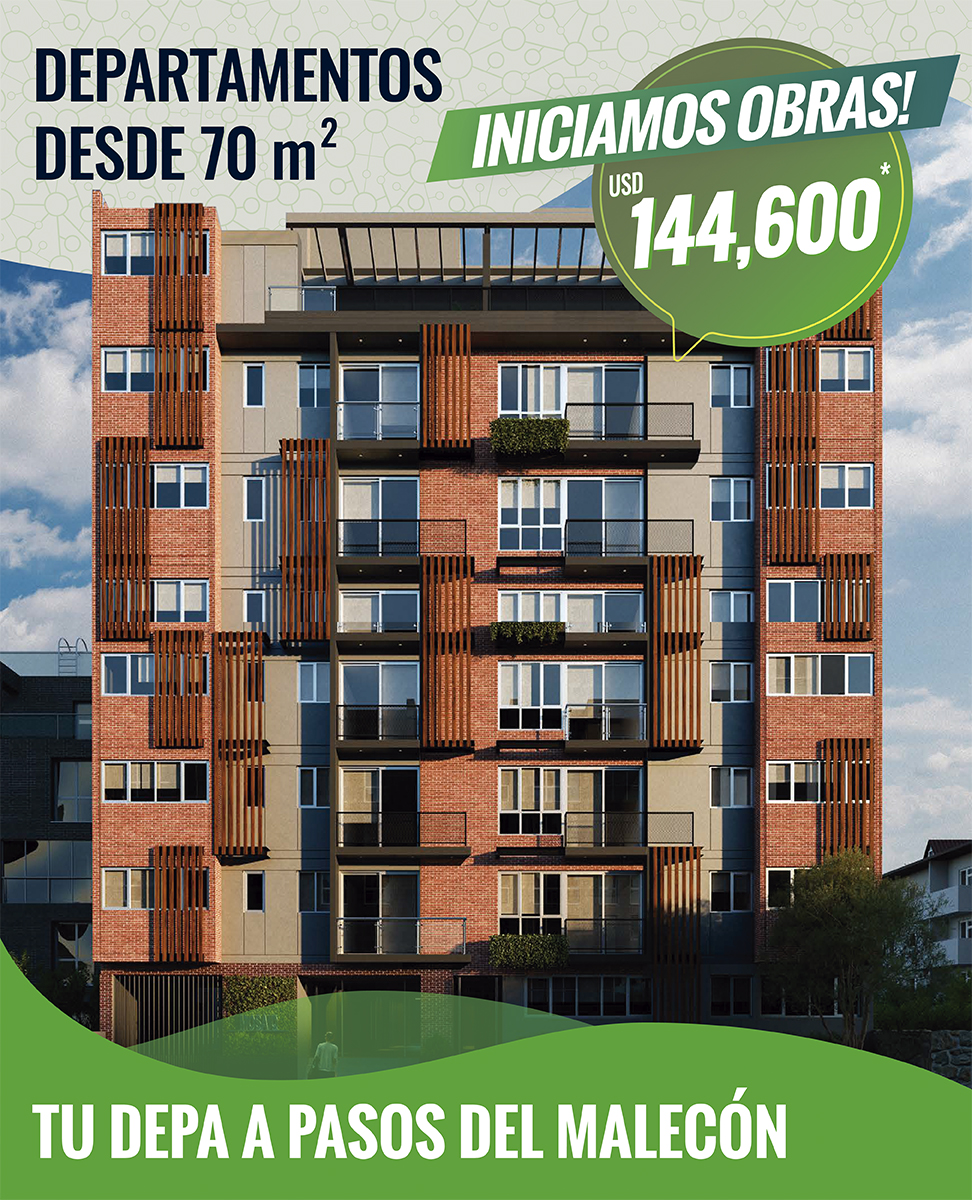 DEPARTAMENTOS
DESDE 70 m²
INICIAMOS OBRAS!
USD
144,600*
TU DEPA A PASOS DEL MALECÓN